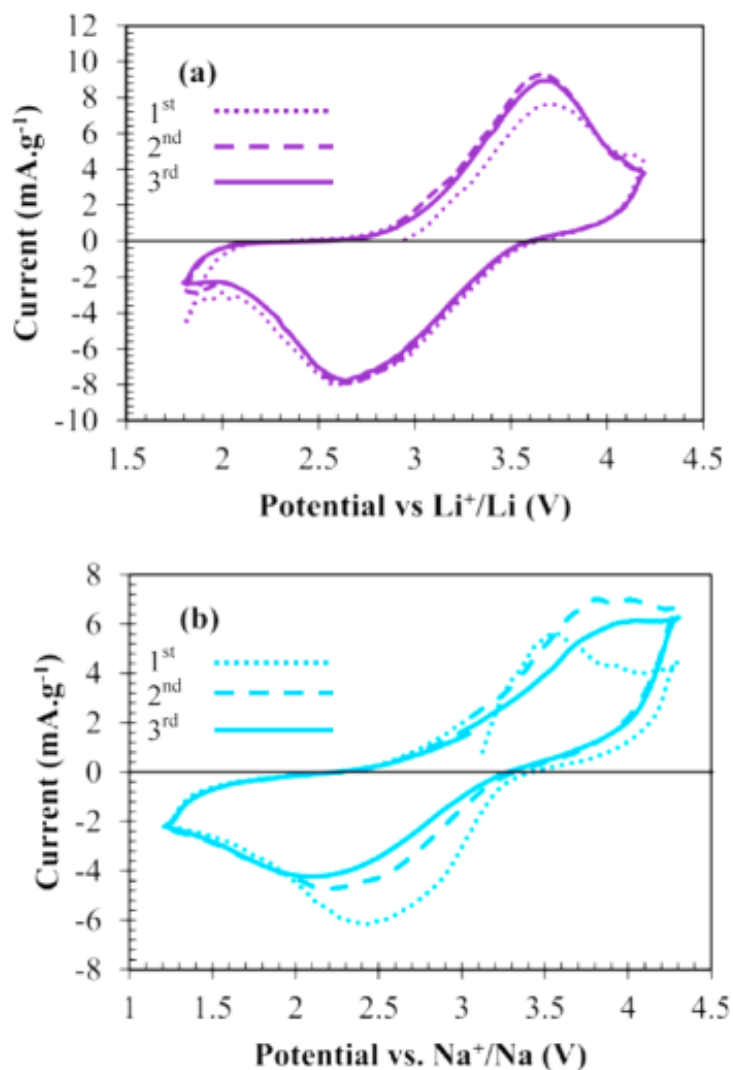 12
10
8
6
4
2
0
-2
-4
-6
-8
-10
Current (mA.g⁻¹)
(a)
1st
2nd
3rd
1.5 2 2.5 3 3.5 4 4.5
Potential vs Li⁺/Li (V)
8
6
4
2
0
-2
-4
-6
-8
Current (mA.g⁻¹)
(b)
1st
2nd
3rd
1 1.5 2 2.5 3 3.5 4 4.5
Potential vs. Na⁺/Na (V)